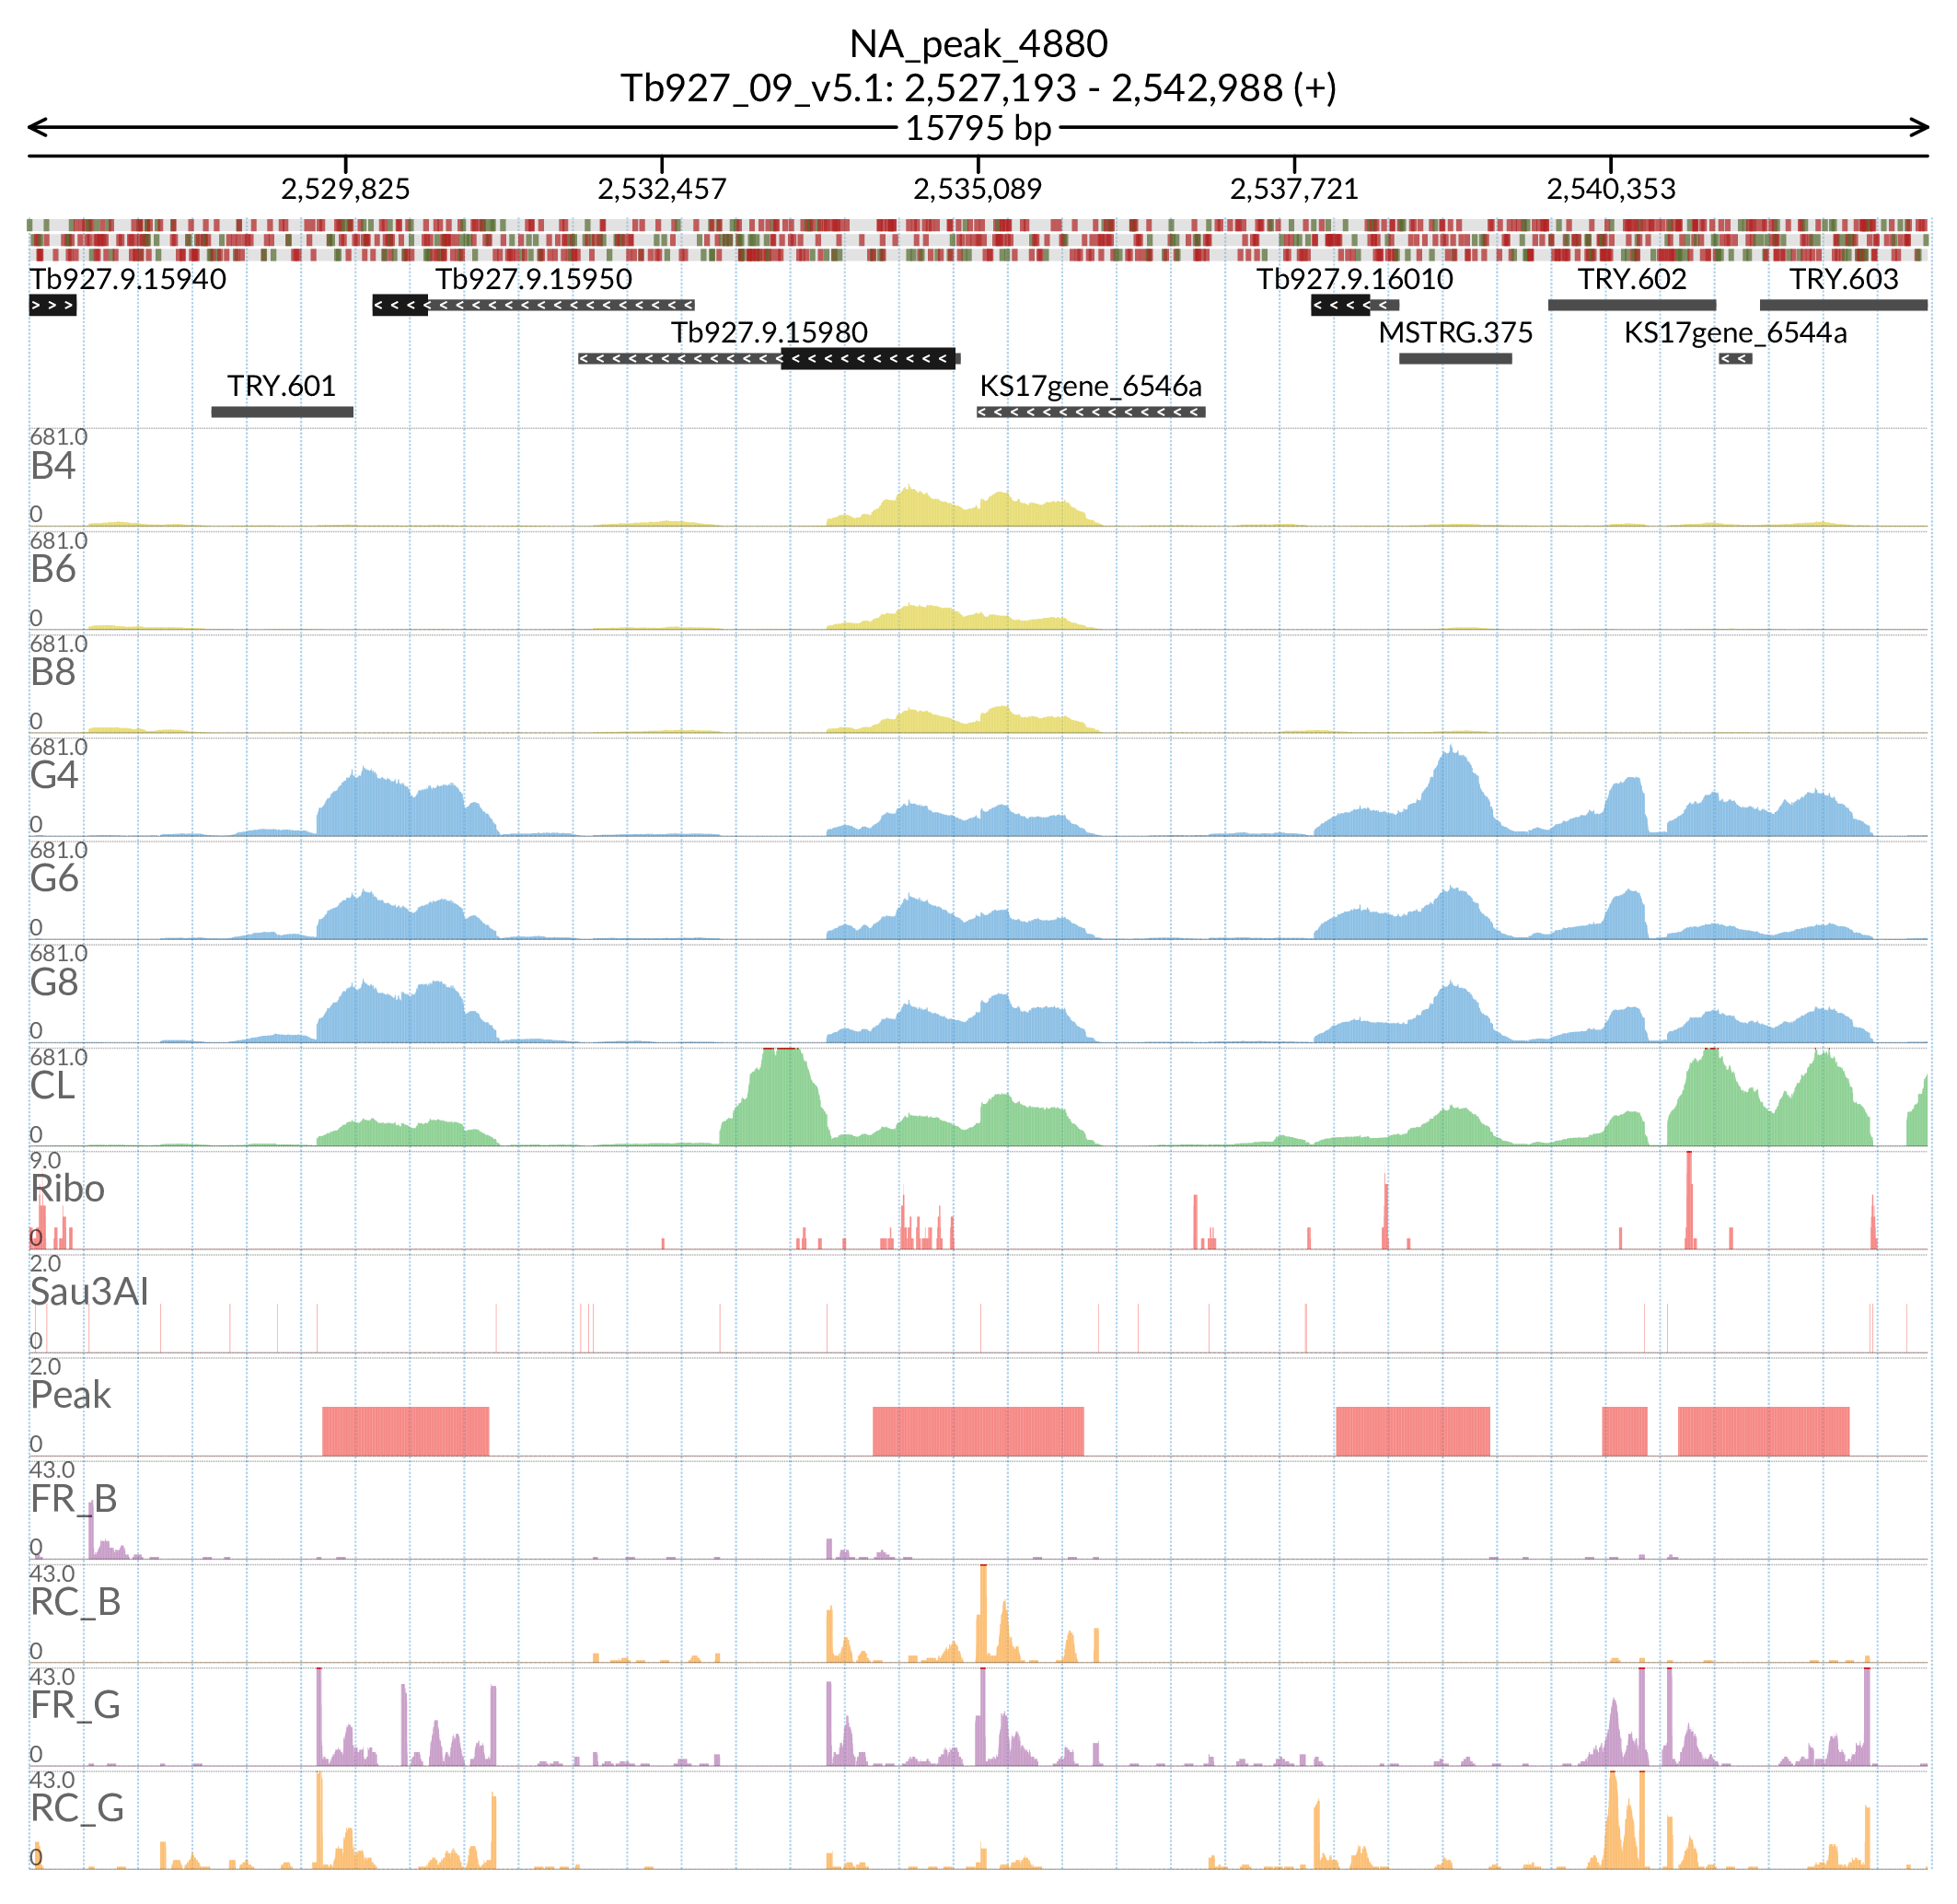 NA_peak_4880
Tb927_09_v5.1: 2,527,193 - 2,542,988 (+)
15795 bp
2,529,825 2,532,457 2,535,089 2,537,721 2,540,353
Tb927.9.15940 Tb927.9.15950 Tb927.9.16010 TRY.602 TRY.603
Tb927.9.15980 MSTRG.375 KS17gene_6544a
TRY.601 KS17gene_6546a
681.0
B4
0
681.0
B6
0
681.0
B8
0
681.0
G4
0
681.0
G6
0
681.0
G8
0
681.0
CL
0
9.0
Ribo
0
2.0
Sau3AI
0
2.0
Peak
0
43.0
FR_B
0
43.0
RC_B
0
43.0
FR_G
0
43.0
RC_G
0